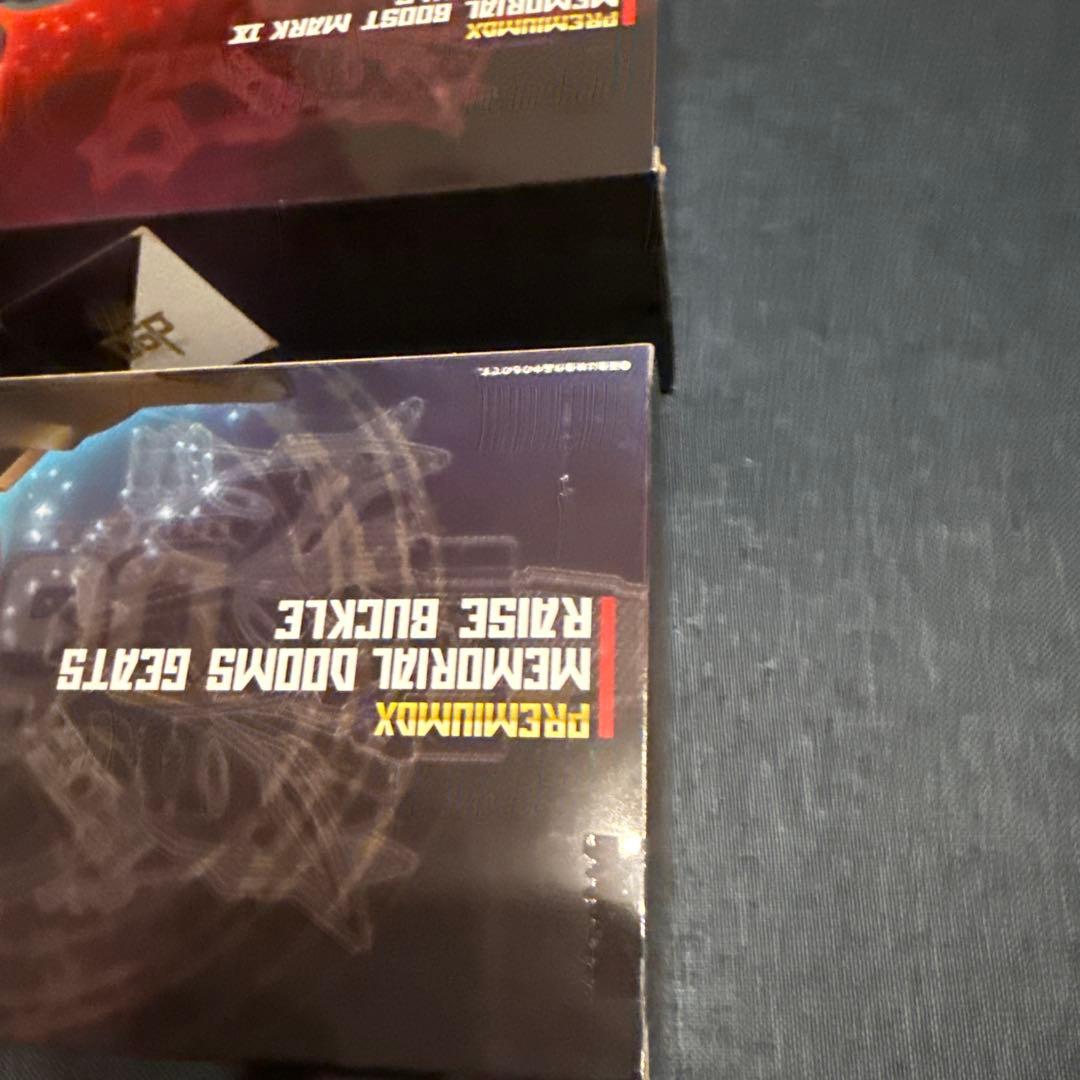 PREMIUMDX
MEMORIAL BOOST MARK IX
PREMIUMDX
MEMORIAL DOOMS GEATS
RAISE BUCKLE